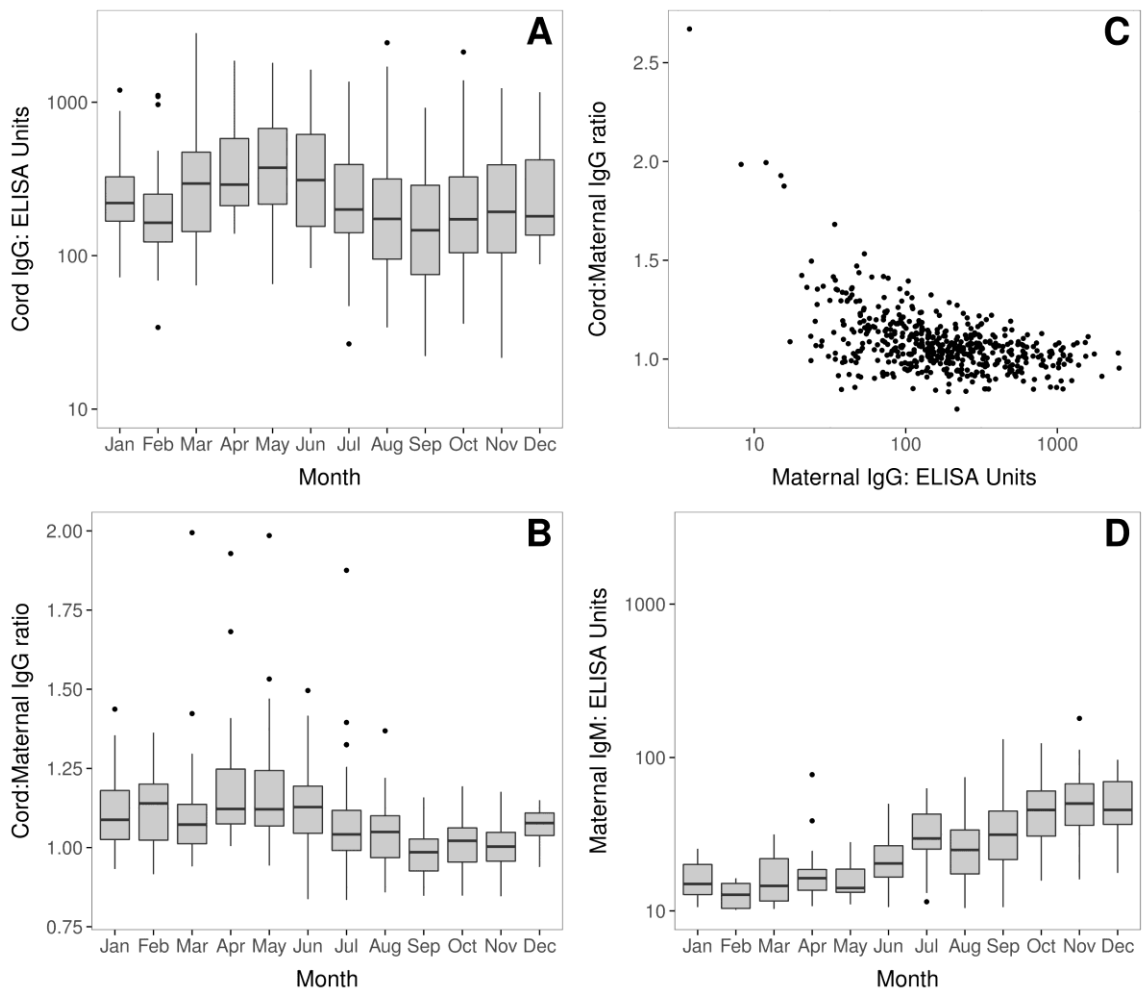 A
1000
100
10
Cord IgG: ELISA Units
Jan Feb Mar Apr May Jun Jul Aug Sep Oct Nov Dec
Month
C
2.5
2.0
1.5
1.0
Cord:Maternal IgG ratio
10 100 1000
Maternal IgG: ELISA Units
B
2.00
1.75
1.50
1.25
1.00
0.75
Cord:Maternal IgG ratio
Jan Feb Mar Apr May Jun Jul Aug Sep Oct Nov Dec
Month
D
1000
100
10
Maternal IgM: ELISA Units
Jan Feb Mar Apr May Jun Jul Aug Sep Oct Nov Dec
Month